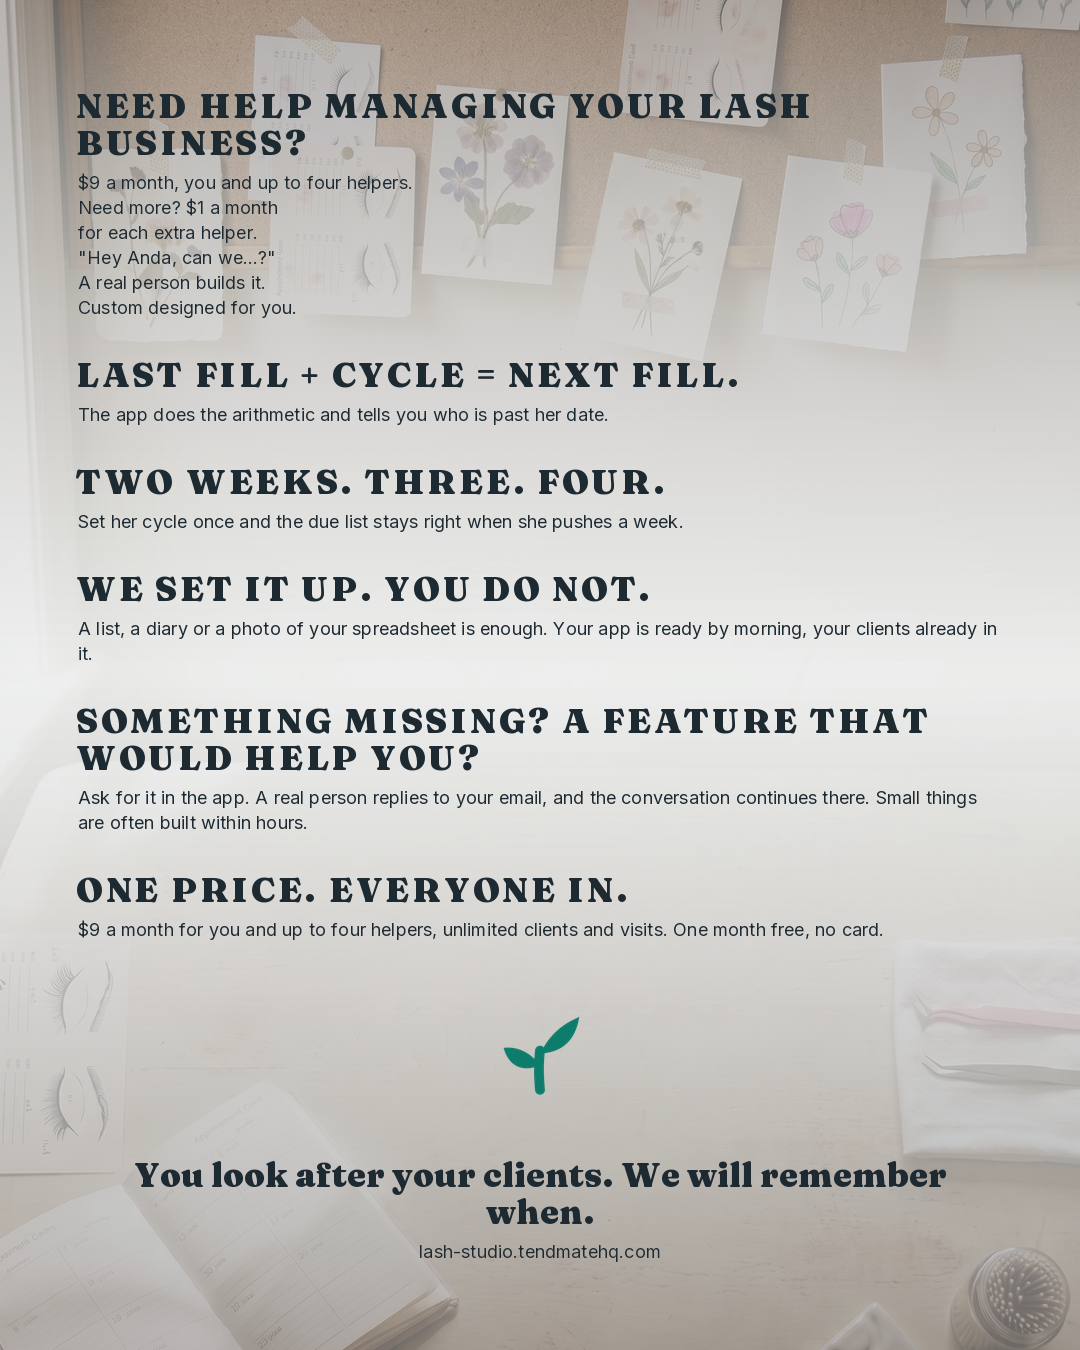 NEED HELP MANAGING YOUR LASH
BUSINESS?
$9 a month, you and up to four helpers.
Need more? $1 a month
for each extra helper.
"Hey Anda, can we...?"
A real person builds it.
Custom designed for you.
LAST FILL + CYCLE = NEXT FILL.
The app does the arithmetic and tells you who is past her date.
TWO WEEKS. THREE. FOUR.
Set her cycle once and the due list stays right when she pushes a week.
WE SET IT UP. YOU DO NOT.
A list, a diary or a photo of your spreadsheet is enough. Your app is ready by morning, your clients already in
it.
SOMETHING MISSING? A FEATURE THAT
WOULD HELP YOU?
Ask for it in the app. A real person replies to your email, and the conversation continues there. Small things
are often built within hours.
ONE PRICE. EVERYONE IN.
$9 a month for you and up to four helpers, unlimited clients and visits. One month free, no card.
You look after your clients. We will remember
when.
lash-studio.tendmatehq.com